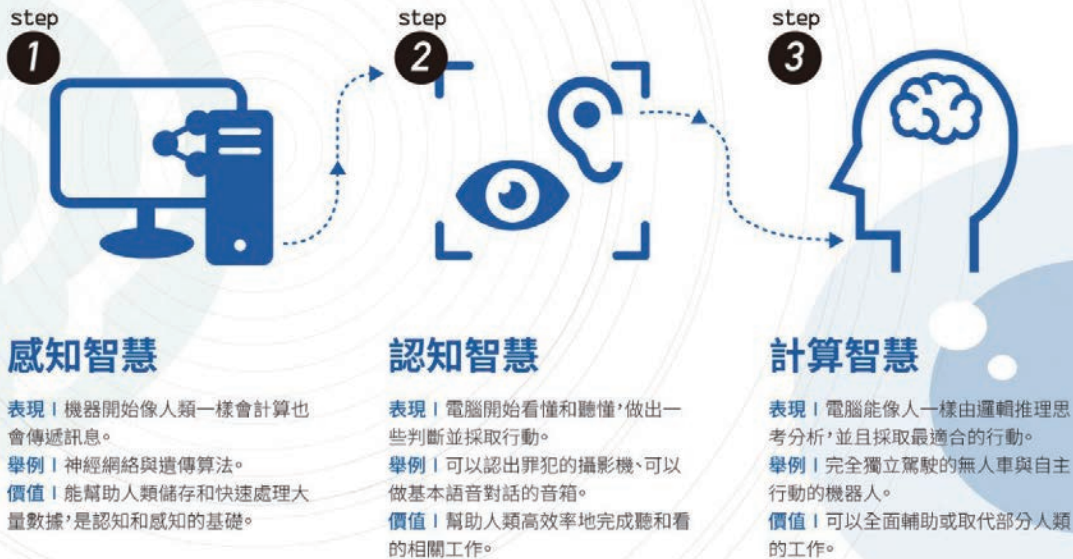 step
1
step
2
step
3
感知智慧
表現|機器開始像人類一樣會計算也
會傳遞訊息。
舉例|神經網絡與遺傳算法。
價值|能幫助人類儲存和快速處理大
量數據,是認知和感知的基礎。
認知智慧
表現|電腦開始看懂和聽懂,做出一
些判斷並採取行動。
舉例|可以認出罪犯的攝影機、可以
做基本語音對話的音箱。
價值|幫助人類高效率地完成聽和看
的相關工作。
計算智慧
表現|電腦能像人一樣由邏輯推理思
考分析,並且採取最適合的行動。
舉例|完全獨立駕駛的無人車與自主
行動的機器人。
價值|可以全面輔助或取代部分人類
的工作。